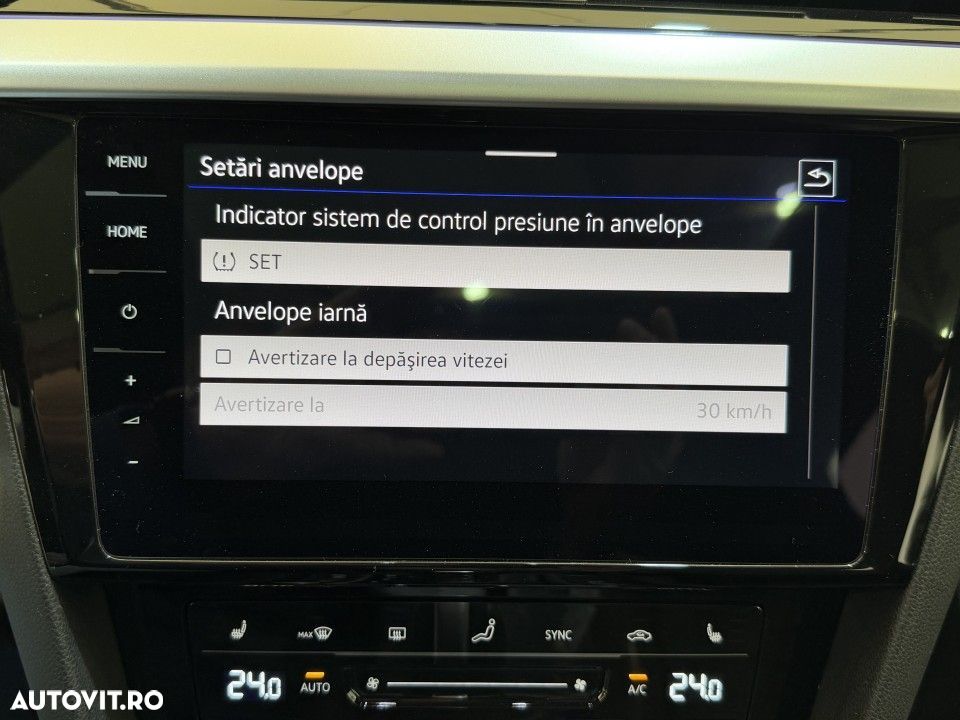 MENU
Setări anvelope
HOME
Indicator sistem de control presiune în anvelope
(!) SET
Anvelope iarnă
Avertizare la depăşirea vitezei
+
Avertizare la 30 km/h
-
MAX
SYNC
24.0
AUTO
A/C
24.0
AUTOVIT.RO